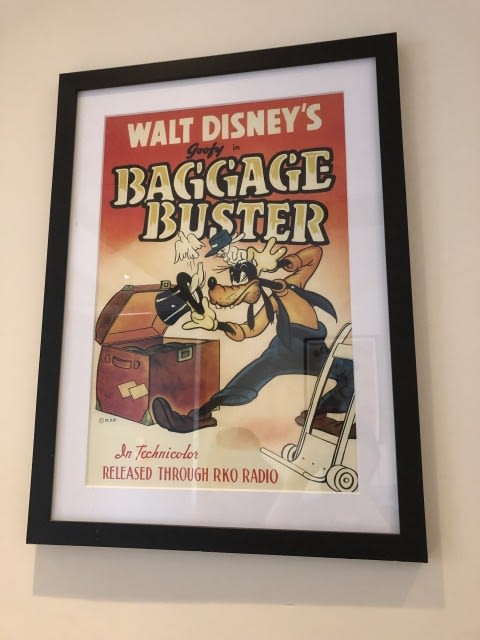 WALT DISNEY'S
Goofy in
BAGGAGE
BUSTER
In Technicolor
RELEASED THROUGH RKO RADIO